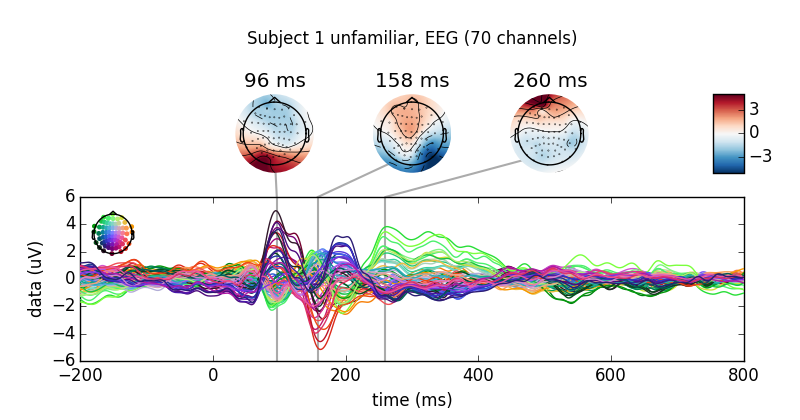 Subject 1 unfamiliar, EEG (70 channels)
96 ms
158 ms
260 ms
3
0
−3
6
4
2
0
−2
−4
−6
data (uV)
−200
0
200
400
600
800
time (ms)